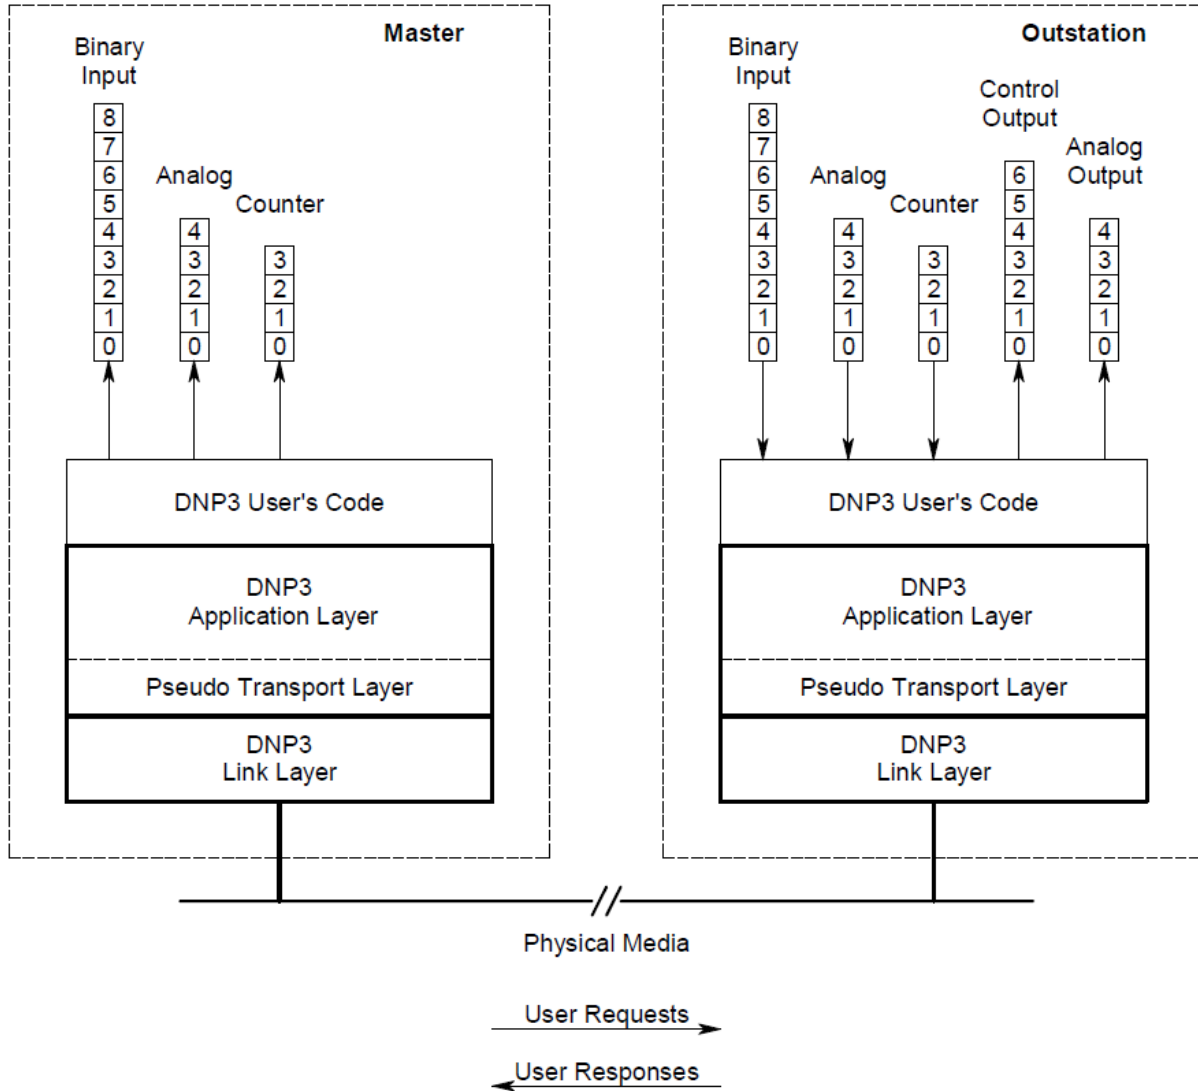 Master
Binary
Input
8
7
6
5
4
3
2
1
0
Analog
4
3
2
1
0
Counter
3
2
1
0
DNP3 User's Code
DNP3
Application Layer
Pseudo Transport Layer
DNP3
Link Layer
Outstation
Binary
Input
8
7
6
5
4
3
2
1
0
Analog
4
3
2
1
0
Counter
3
2
1
0
Control
Output
6
5
4
3
2
1
0
Analog
Output
4
3
2
1
0
DNP3 User's Code
DNP3
Application Layer
Pseudo Transport Layer
DNP3
Link Layer
Physical Media
User Requests
User Responses